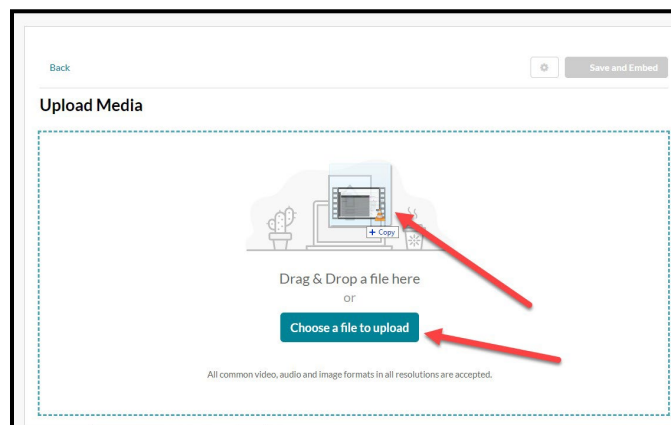 Back
Save and Embed
Upload Media
+ Copy
Drag & Drop a file here
or
Choose a file to upload
All common video, audio and image formats in all resolutions are accepted.